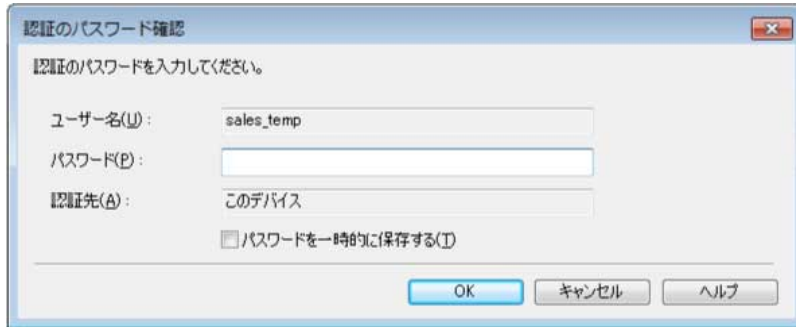 認証のパスワード確認
認証のパスワードを入力してください。
ユーザー名(U)： sales_temp
パスワード(P)：
認証先(A)： このデバイス
パスワードを一時的に保存する(T)
OK キャンセル ヘルプ